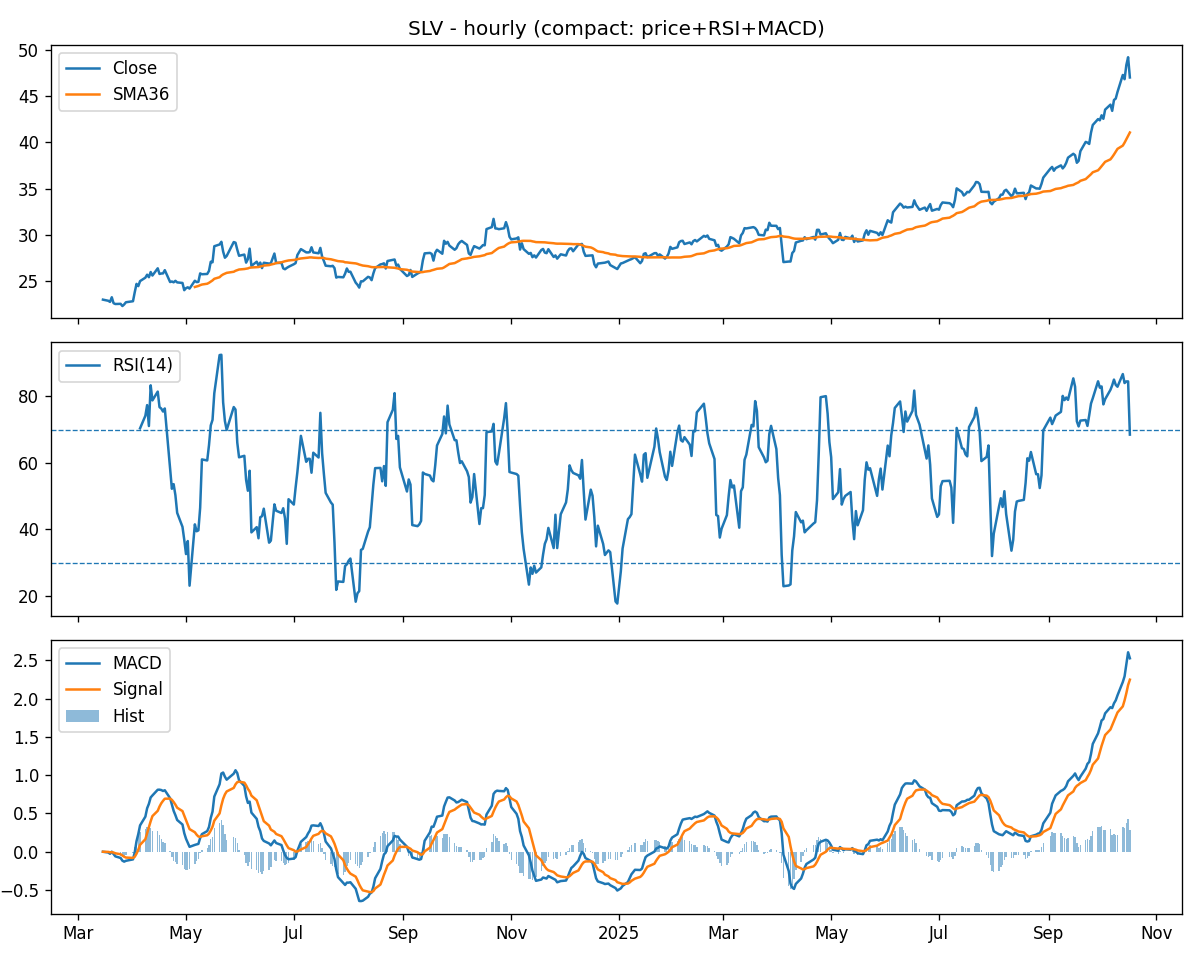 SLV - hourly (compact: price+RSI+MACD)
50
45
40
35
30
25
Close
SMA36
80
60
40
20
RSI(14)
2.5
2.0
1.5
1.0
0.5
0.0
−0.5
MACD
Signal
Hist
Mar May Jul Sep Nov 2025 Mar May Jul Sep Nov